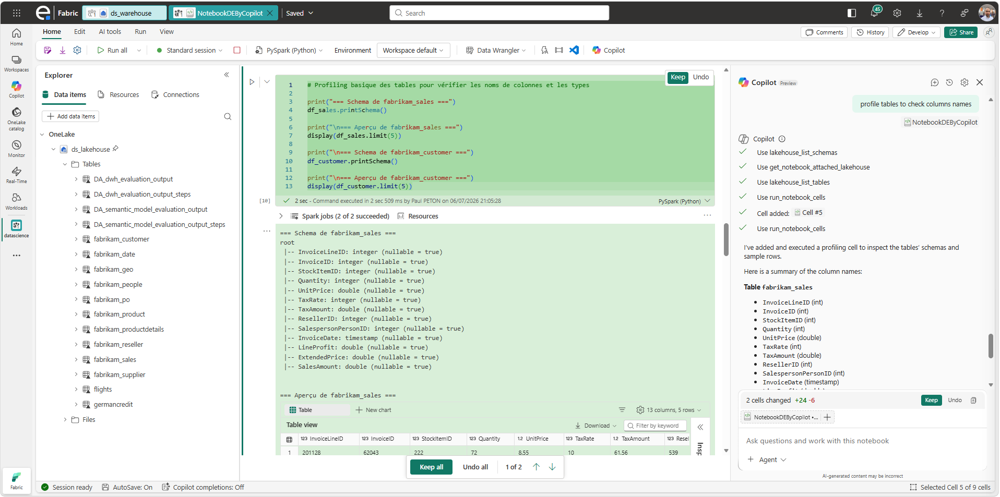 Fabric
ds_warehouse
NotebookDEByCopilot
Saved
Search
45
Home
Edit
AI tools
Run
View
Comments
History
Develop
Share
Run all
Standard session
PySpark (Python)
Environment
Workspace default
Data Wrangler
Copilot
Home
Workspaces
Copilot
OneLake
catalog
Monitor
Real-Time
Workloads
datascience
Fabric
Explorer
Data items
Resources
Connections
Add data items
OneLake
ds_lakehouse
Tables
DA_dwh_evaluation_output
DA_dwh_evaluation_output_steps
DA_semantic_model_evaluation_output
DA_semantic_model_evaluation_output_steps
fabrikam_customer
fabrikam_date
fabrikam_geo
fabrikam_people
fabrikam_po
fabrikam_product
fabrikam_productdetails
fabrikam_reseller
fabrikam_sales
fabrikam_supplier
flights
germancredit
Files
Keep
Undo
1 # Profiling basique des tables pour vérifier les noms de colonnes et les types
2
3 print("=== Schema de fabrikam_sales ===")
4 df_sales.printSchema()
5
6 print("\n=== Aperçu de fabrikam_sales ===")
7 display(df_sales.limit(5))
8
9 print("\n=== Schema de fabrikam_customer ===")
10 df_customer.printSchema()
11
12 print("\n=== Aperçu de fabrikam_customer ===")
13 display(df_customer.limit(5))
[10]
2 sec - Command executed in 2 sec 509 ms by Paul PETON on 06/07/2026 21:05:28
PySpark (Python)
Spark jobs (2 of 2 succeeded)
Resources
=== Schema de fabrikam_sales ===
root
|-- InvoiceLineID: integer (nullable = true)
|-- InvoiceID: integer (nullable = true)
|-- StockItemID: integer (nullable = true)
|-- Quantity: integer (nullable = true)
|-- UnitPrice: double (nullable = true)
|-- TaxRate: integer (nullable = true)
|-- TaxAmount: double (nullable = true)
|-- ResellerID: integer (nullable = true)
|-- SalespersonPersonID: integer (nullable = true)
|-- InvoiceDate: timestamp (nullable = true)
|-- LineProfit: double (nullable = true)
|-- ExtendedPrice: double (nullable = true)
|-- SalesAmount: double (nullable = true)
=== Aperçu de fabrikam_sales ===
Table
New chart
13 columns, 5 rows
Table view
Download
Filter by keyword
123 InvoiceLineID 123 InvoiceID 123 StockItemID 123 Quantity 1.2 UnitPrice 123 TaxRate 1.2 TaxAmount 123 Resel
1 201128 62043 222 72 8.55 10 61.56 539
Insp
Keep all
Undo all
1 of 2
Copilot Preview
profile tables to check columns names
NotebookDEByCopilot
Copilot
Use lakehouse_list_schemas
Use get_notebook_attached_lakehouse
Use lakehouse_list_tables
Use run_notebook_cells
Cell added: Cell #5
Use run_notebook_cells
I've added and executed a profiling cell to inspect the tables' schemas and
sample rows.
Here is a summary of the column names:
Table fabrikam_sales
InvoiceLineID (int)
InvoiceID (int)
StockItemID (int)
Quantity (int)
UnitPrice (double)
TaxRate (int)
TaxAmount (double)
ResellerID (int)
SalespersonPersonID (int)
InvoiceDate (timestamp)
2 cells changed +24 -6
Keep
Undo
NotebookDEByCopilot •...
Ask questions and work with this notebook
Agent
AI-generated content may be incorrect
Session ready
AutoSave: On
Copilot completions: Off
Selected Cell 5 of 9 cells